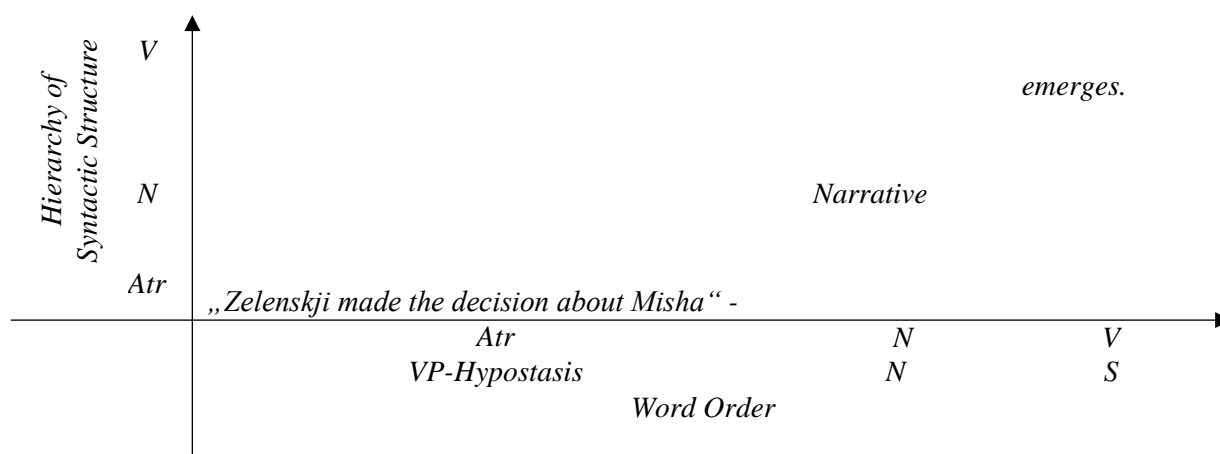 Hierarchy of
Syntactic Structure
V
emerges.
N
Narrative
Atr
„Zelenskji made the decision about Misha“ -
Atr N V
VP-Hypostasis N S
Word Order